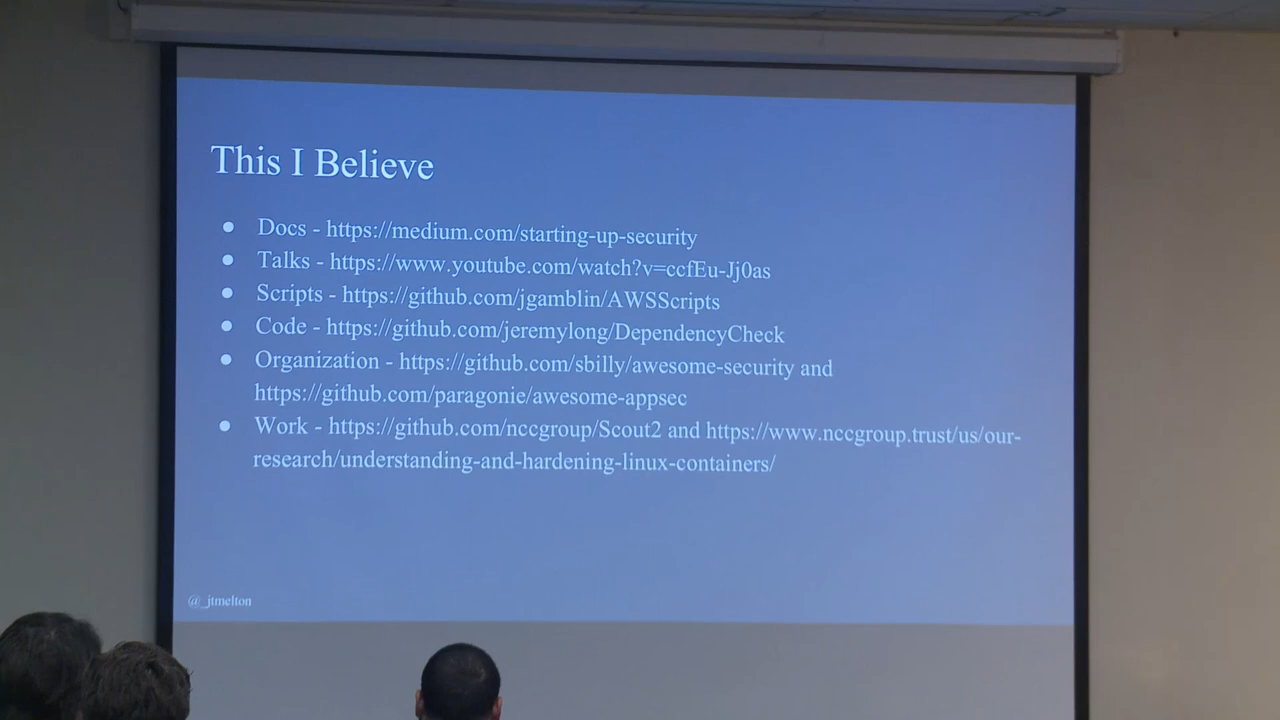 This I Believe
● Docs - https://medium.com/starting-up-security
● Talks - https://www.youtube.com/watch?v=ccfEu-Jj0as
● Scripts - https://github.com/jgamblin/AWSScripts
● Code - https://github.com/jeremylong/DependencyCheck
● Organization - https://github.com/sbilly/awesome-security and
https://github.com/paragonie/awesome-appsec
● Work - https://github.com/nccgroup/Scout2 and https://www.nccgroup.trust/us/our-
research/understanding-and-hardening-linux-containers/
@_jtmelton